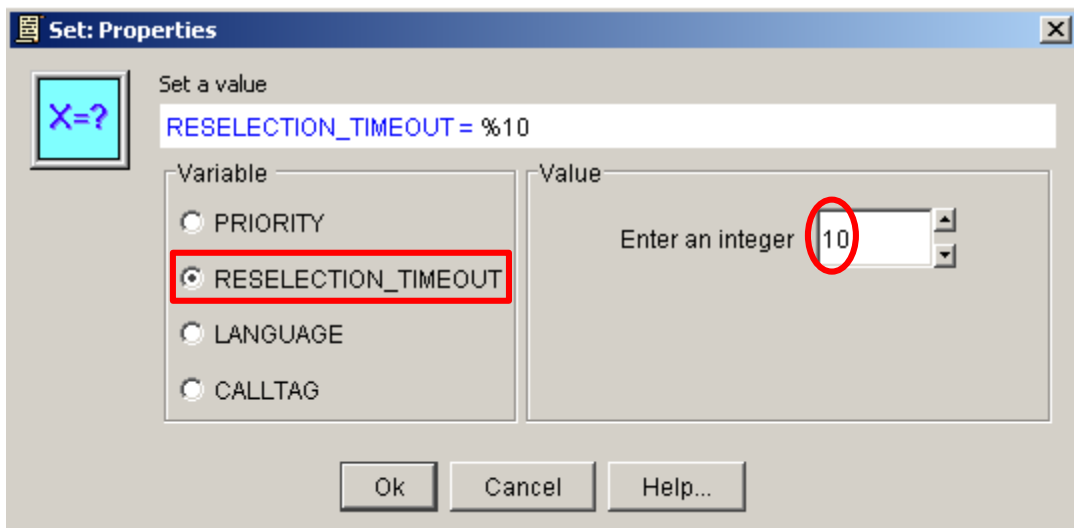 Set: Properties
X=?
Set a value
RESELECTION_TIMEOUT = %10
Variable
PRIORITY
RESELECTION_TIMEOUT
LANGUAGE
CALLTAG
Value
Enter an integer 10
Ok Cancel Help...